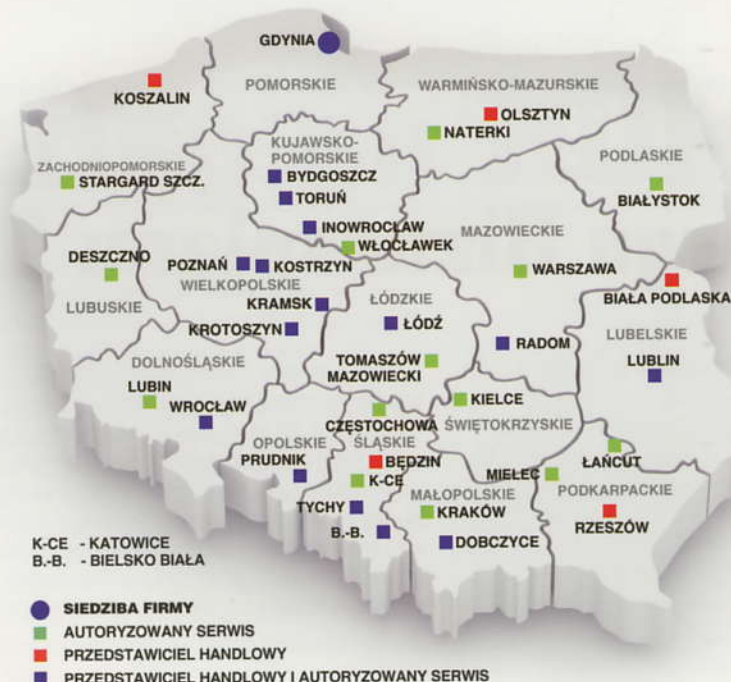 GDYNIA
POMORSKIE
KOSZALIN
WARMIŃSKO-MAZURSKIE
OLSZTYN
NATERKI
KUJAWSKO-
POMORSKIE
ZACHODNIOPOMORSKIE
STARGARD SZCZ.
BYDGOSZCZ
TORUŃ
PODLASKIE
BIAŁYSTOK
INOWROCŁAW
WŁOCŁAWEK
MAZOWIECKIE
DESZCZNO
POZNAŃ
KOSTRZYN
WARSZAWA
WIELKOPOLSKIE
BIAŁA PODLASKA
LUBUSKIE
KRAMSK
ŁÓDZKIE
KROTOSZYN
ŁÓDŹ
RADOM
LUBELSKIE
LUBLIN
DOLNOŚLĄSKIE
TOMASZÓW
MAZOWIECKI
LUBIN
WROCŁAW
KIELCE
CZĘSTOCHOWA
ŚWIĘTOKRZYSKIE
OPOLSKIE
ŚLĄSKIE
PRUDNIK
BĘDZIN
K-CE
ŁAŃCUT
MIELEC
PODKARPACKIE
MAŁOPOLSKIE
TYCHY
KRAKÓW
RZESZÓW
B.-B.
DOBCZYCE
K-CE - KATOWICE
B.-B. - BIELSKO BIAŁA
SIEDZIBA FIRMY
AUTORYZOWANY SERWIS
PRZEDSTAWICIEL HANDLOWY
PRZEDSTAWICIEL HANDLOWY I AUTORYZOWANY SERWIS